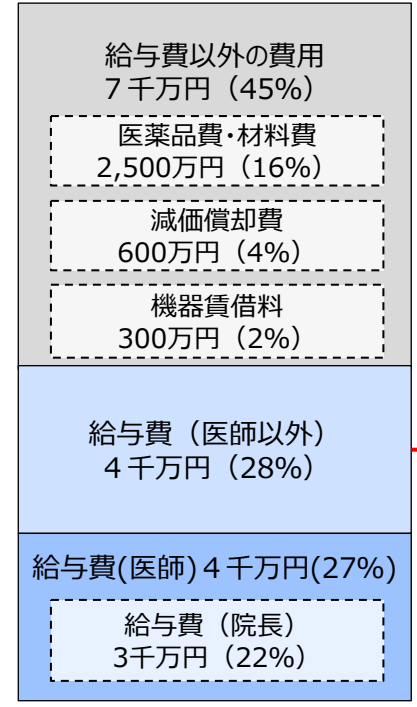 給与費以外の費用
７千万円（45%）
医薬品費･材料費
2,500万円（16%）
減価償却費
600万円（4%）
機器賃借料
300万円（2%）
給与費（医師以外）
４千万円（28%）
給与費(医師)４千万円(27%)
給与費（院長）
3千万円（22%）